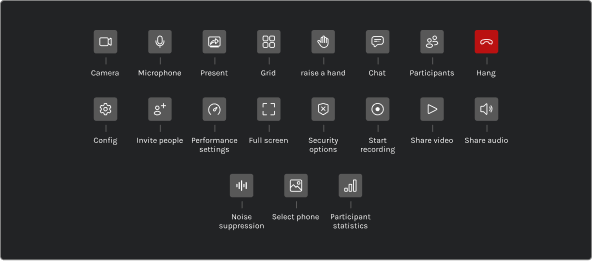 Camera
Microphone
Present
Grid
raise a hand
Chat
Participants
Hang
Config
Invite people
Performance
settings
Full screen
Security
options
Start
recording
Share video
Share audio
Noise
suppression
Select phone
Participant
statistics